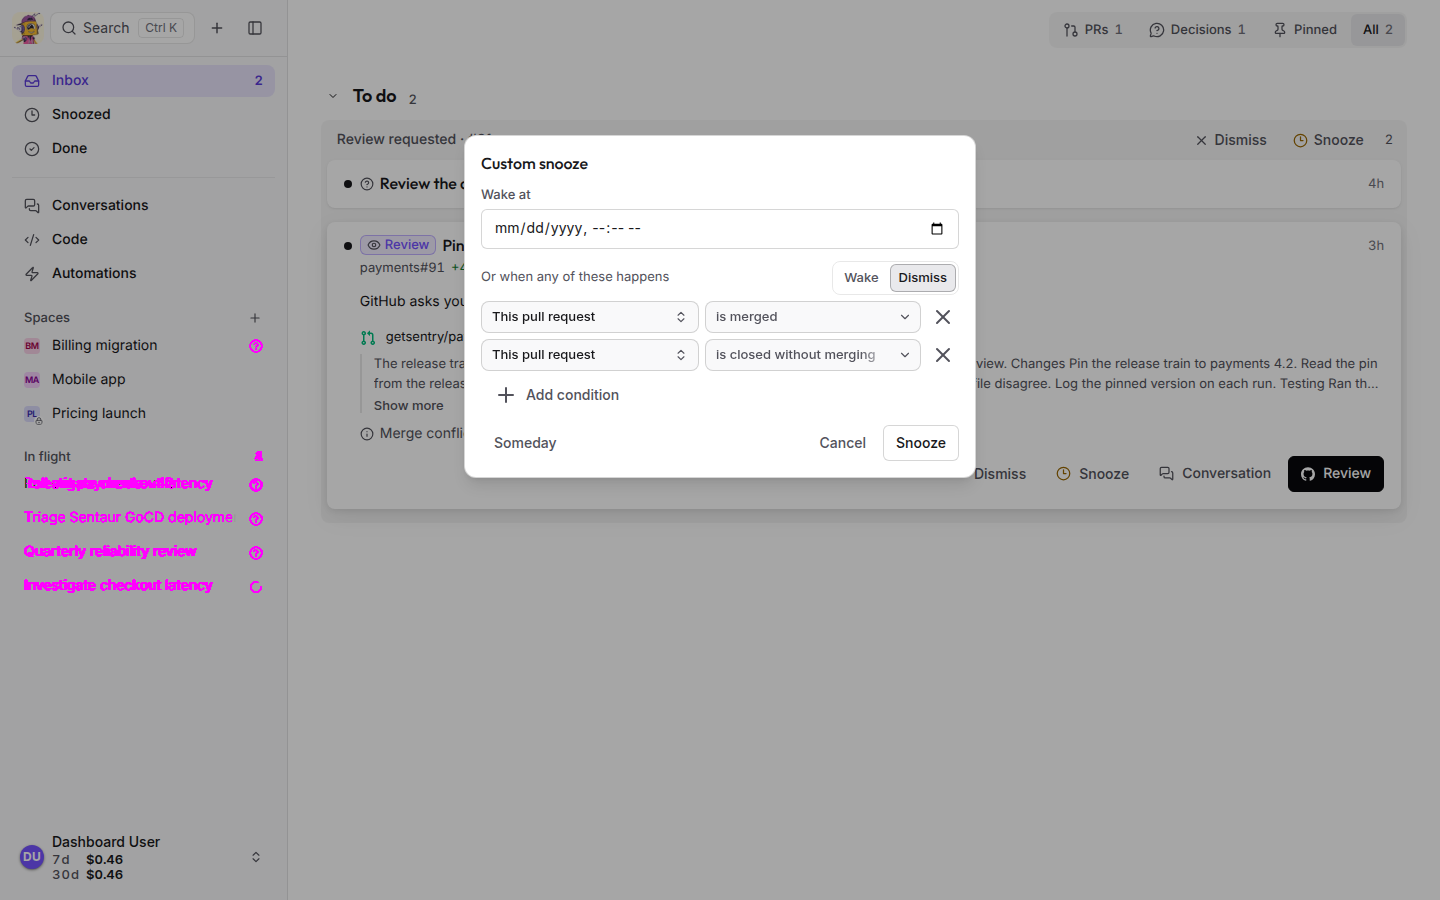 Search Ctrl K
PRs 1 Decisions 1 Pinned All 2
Inbox 2
Snoozed
Done
Conversations
Code
Automations
Spaces
BM Billing migration
MA Mobile app
PL Pricing launch
In flight
Triage Sentaur GoCD deployme
Quarterly reliability review
Investigate checkout latency
DU Dashboard User
7d $0.46
30d $0.46
To do 2
Review requested ·
Dismiss Snooze 2
Review the 4h
Review Pin 3h
payments#91
GitHub asks you
getsentry/pa
The release tra
view. Changes Pin the release train to payments 4.2. Read the pin
from the releas
ile disagree. Log the pinned version on each run. Testing Ran th...
Show more
Merge confli
Dismiss Snooze Conversation Review
Custom snooze
Wake at
mm/dd/yyyy, --:-- --
Or when any of these happens Wake Dismiss
This pull request is merged
This pull request is closed without merging
Add condition
Someday Cancel Snooze